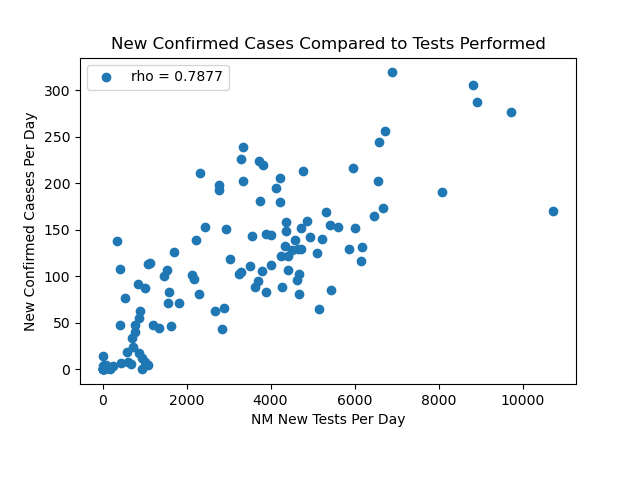 New Confirmed Cases Compared to Tests Performed
rho = 0.7877
300
250
200
150
100
50
0
New Confirmed Caeses Per Day
0 2000 4000 6000 8000 10000
NM New Tests Per Day